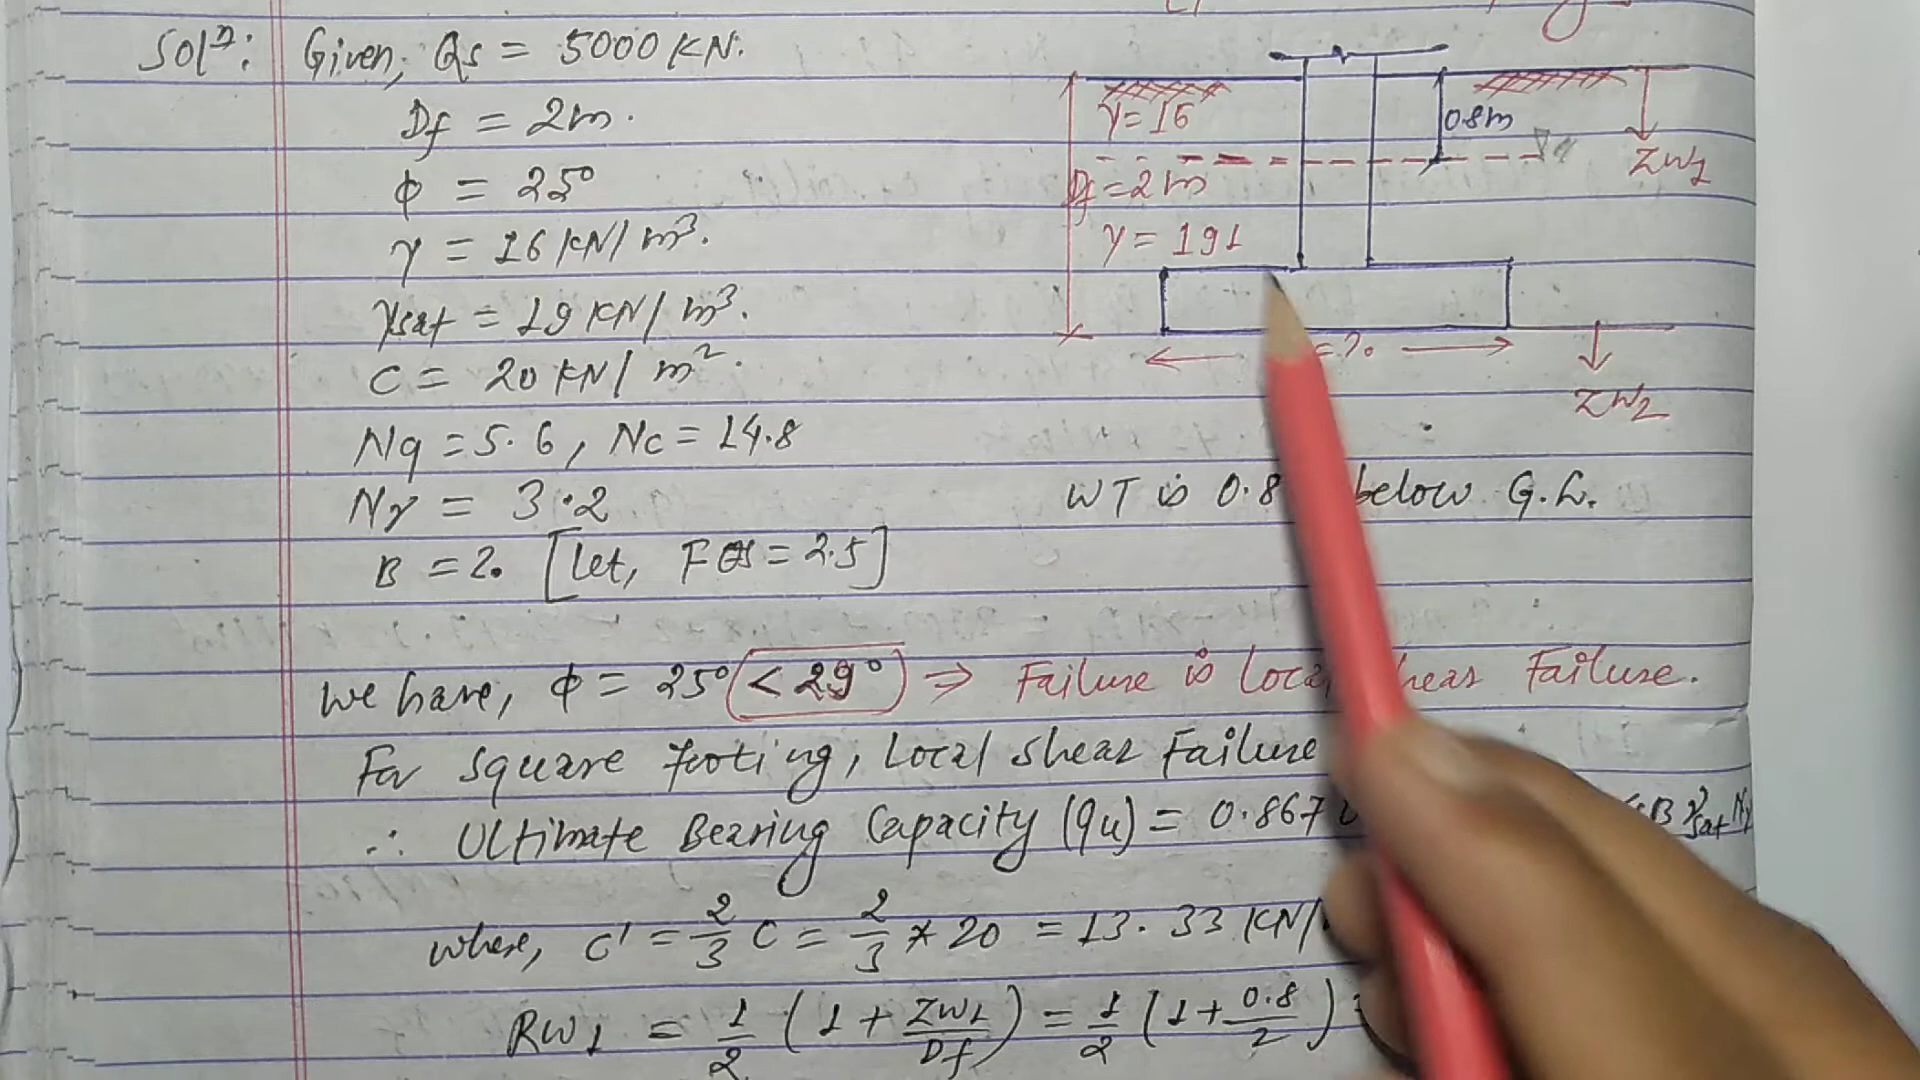 Solⁿ: Given, Qs = 5000 KN.
Df = 2m.
ϕ = 25°
γ = 16 KN/m³.
γsat = 19 KN/m³.
C = 20 KN/m².
Nq = 5.6, Nc = 14.8
Nγ = 3.2
B = ?. [let, FOS = 2.5]
γ = 16
0.8m
Zw1
Df = 2m
γ = 191
= ?.
Zw2
WT is 0.8 below G.L.
We have, ϕ = 25° < 29° ⇒ Failure is Local Shear Failure.
For square footing, Local shear Failure
∴ Ultimate Bearing Capacity (qu) = 0.867 B γsat Nγ
where, C' = 2/3 C = 2/3 * 20 = 13.33 KN/
RW1 = 1/2 (1 + Zw1/Df) = 1/2 (1 + 0.8/2) =